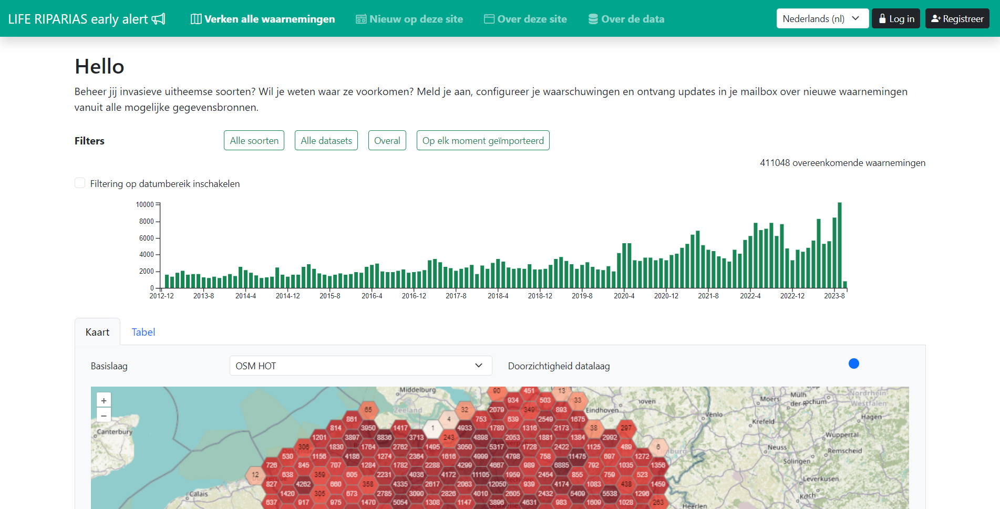 LIFE RIPARIAS early alert
Verken alle waarnemingen
Nieuw op deze site
Over deze site
Over de data
Nederlands (nl)
Log in
Registreer
Hello
Beheer jij invasieve uitheemse soorten? Wil je weten waar ze voorkomen? Meld je aan, configureer je waarschuwingen en ontvang updates in je mailbox over nieuwe waarnemingen
vanuit alle mogelijke gegevensbronnen.
Filters
Alle soorten
Alle datasets
Overal
Op elk moment geïmporteerd
411048 overeenkomende waarnemingen
Filtering op datumbereik inschakelen
10000
8000
6000
4000
2000
0
2012-12 2013-8 2014-4 2014-12 2015-8 2016-4 2016-12 2017-8 2018-4 2018-12 2019-8 2020-4 2020-12 2021-8 2022-4 2022-12 2023-8
Kaart
Tabel
Basislaag
OSM HOT
Doorzichtigheid datalaag
+
−
Middelburg
Zeeland
Eindhoven
Venlo
Moers
Krefeld
Hagen
Nordrhein-
Westfalen
Wuppertal
Neuss
Remscheid
Solingen
Leverkusen
Heerlen
Canterbury
Calais
90 451 13
934 503 33
65 32 2079 349 893
861 4 753 639 2549 1675
814 3950 1417 1 4933 1780 1316 2173 38 297
1201 3897 8836 3713 243 4898 2053 1881 1384 2992
306 1830 1764 2762 1495 3050 5317 1728 2422 1125 489 6
530 1156 4186 1274 2364 1616 4999 4798 758 11475 697 1272
726 845 707 1284 1782 2288 4299 4667 989 6885 792 1035 1356
12 638 359 605 2231 4036 4172 11105 1959 2454 855 759 523
827 4262 660 358 4335 2617 2063 12050 939 4174 1083 438 1459
1420 305 673 2785 3090 2826 4010 2605 2432 5409 5538 1296
637 917 975 1470 5054 1308 1147 3896 4631 983 1609 1028 263